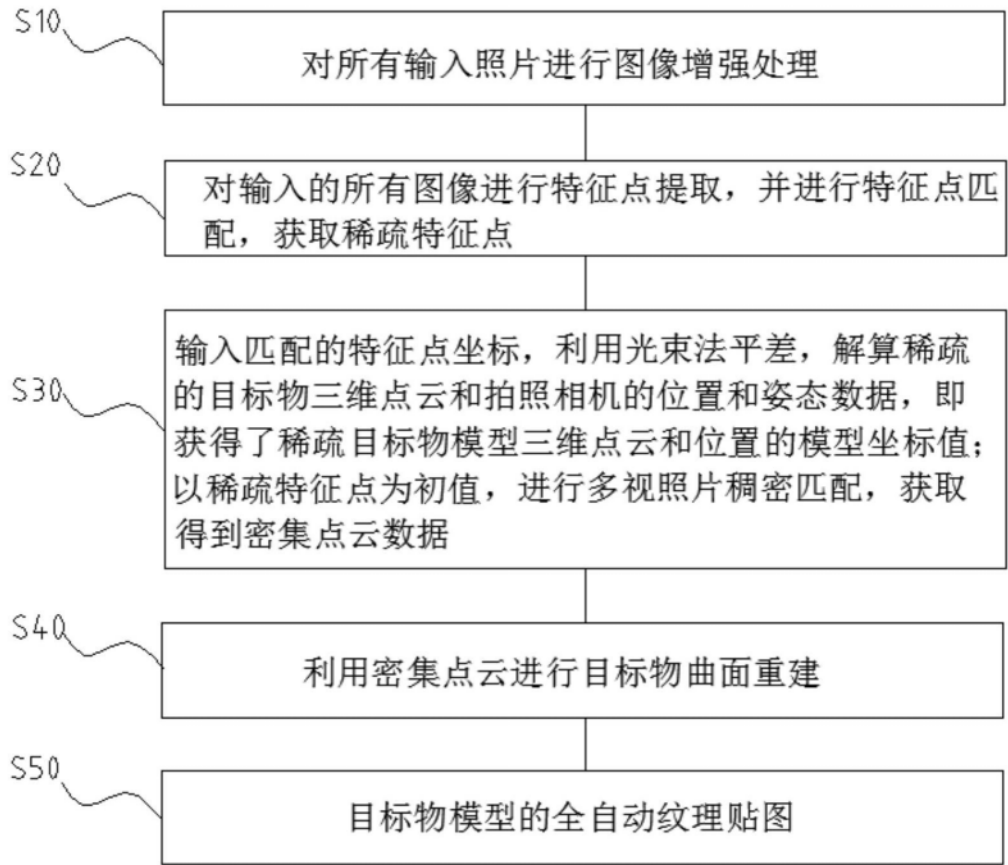 S10
对所有输入照片进行图像增强处理
S20
对输入的所有图像进行特征点提取，并进行特征点匹
配，获取稀疏特征点
S30
输入匹配的特征点坐标，利用光束法平差，解算稀疏
的目标物三维点云和拍照相机的位置和姿态数据，即
获得了稀疏目标物模型三维点云和位置的模型坐标值；
以稀疏特征点为初值，进行多视照片稠密匹配，获取
得到密集点云数据
S40
利用密集点云进行目标物曲面重建
S50
目标物模型的全自动纹理贴图